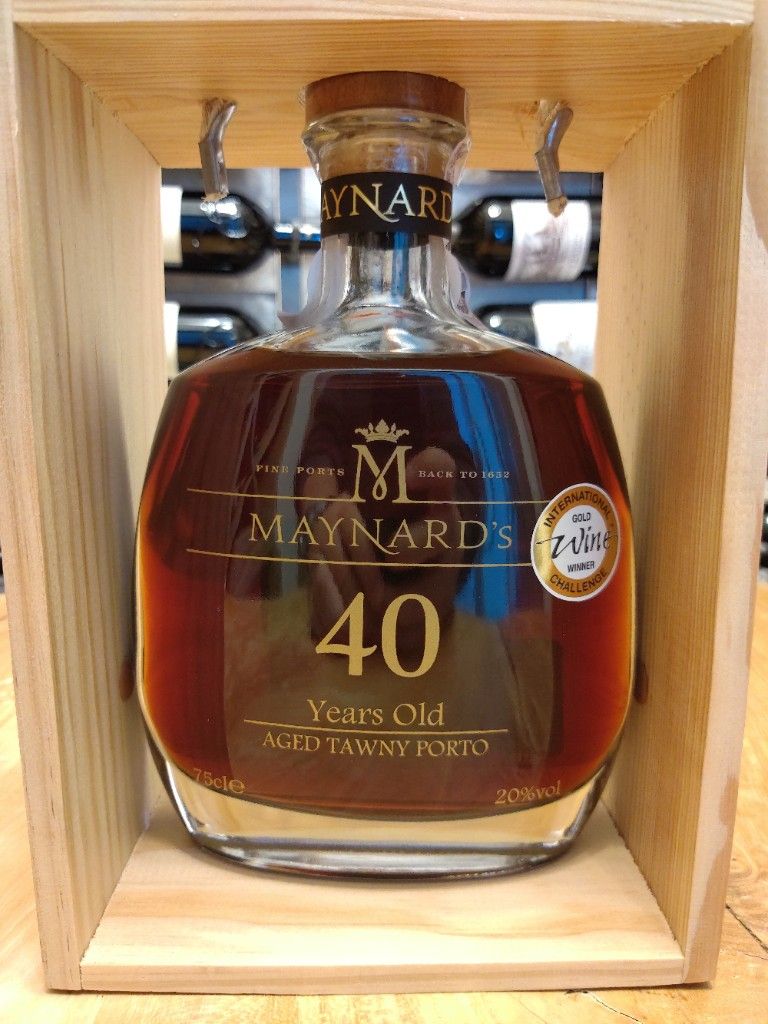 MAYNARD
FINE PORTS M BACK TO 1652
MAYNARD'S
40
Years Old
AGED TAWNY PORTO
75cl℮
20%vol
INTERNATIONAL
GOLD
Wine
WINNER
CHALLENGE